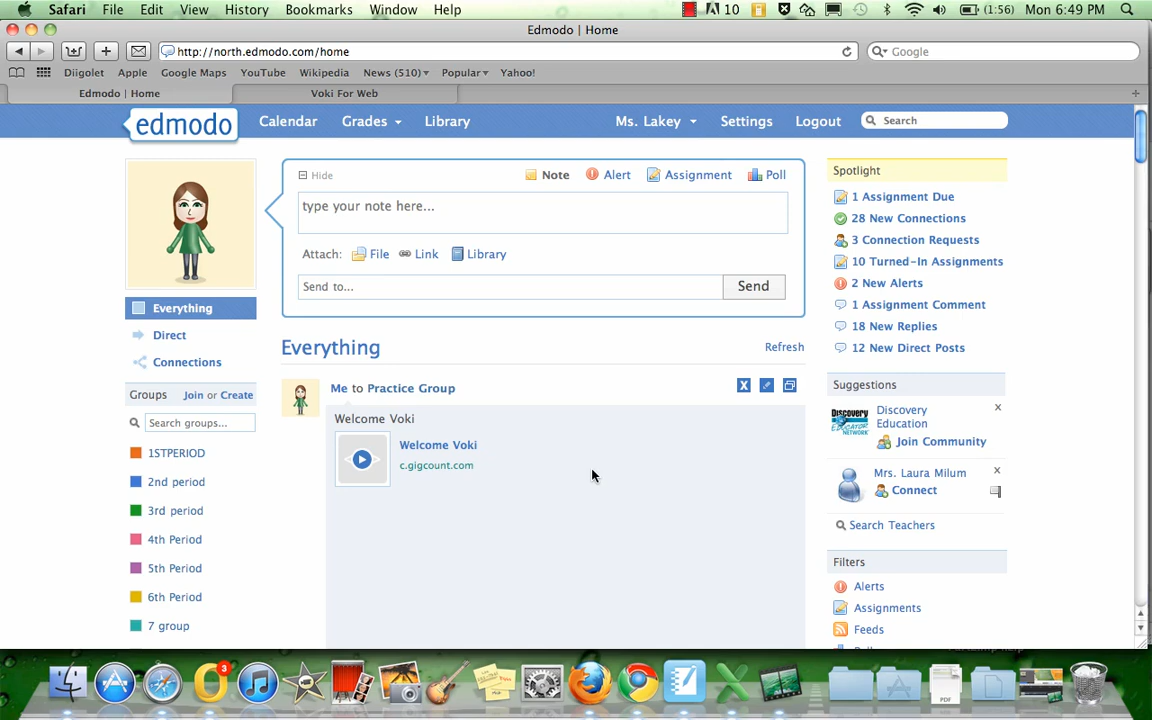 Safari File Edit View History Bookmarks Window Help 10 (1:56) Mon 6:49 PM
Edmodo | Home
http://north.edmodo.com/home Google
Diigolet Apple Google Maps YouTube Wikipedia News (510) Popular Yahoo!
Edmodo | Home Voki For Web
edmodo Calendar Grades Library Ms. Lakey Settings Logout Search
Hide Note Alert Assignment Poll
type your note here...
Attach: File Link Library
Send to... Send
Everything
Direct
Connections
Groups Join or Create
Search groups...
1STPERIOD
2nd period
3rd period
4th Period
5th Period
6th Period
7 group
Everything Refresh
Me to Practice Group X
Welcome Voki
Welcome Voki
c.gigcount.com
Spotlight
1 Assignment Due
28 New Connections
3 Connection Requests
10 Turned-In Assignments
2 New Alerts
1 Assignment Comment
18 New Replies
12 New Direct Posts
Suggestions
DISCOVERY EDUCATOR NETWORK
Discovery
Education
Join Community
Mrs. Laura Milum
Connect
Search Teachers
Filters
Alerts
Assignments
Feeds
3
PDF